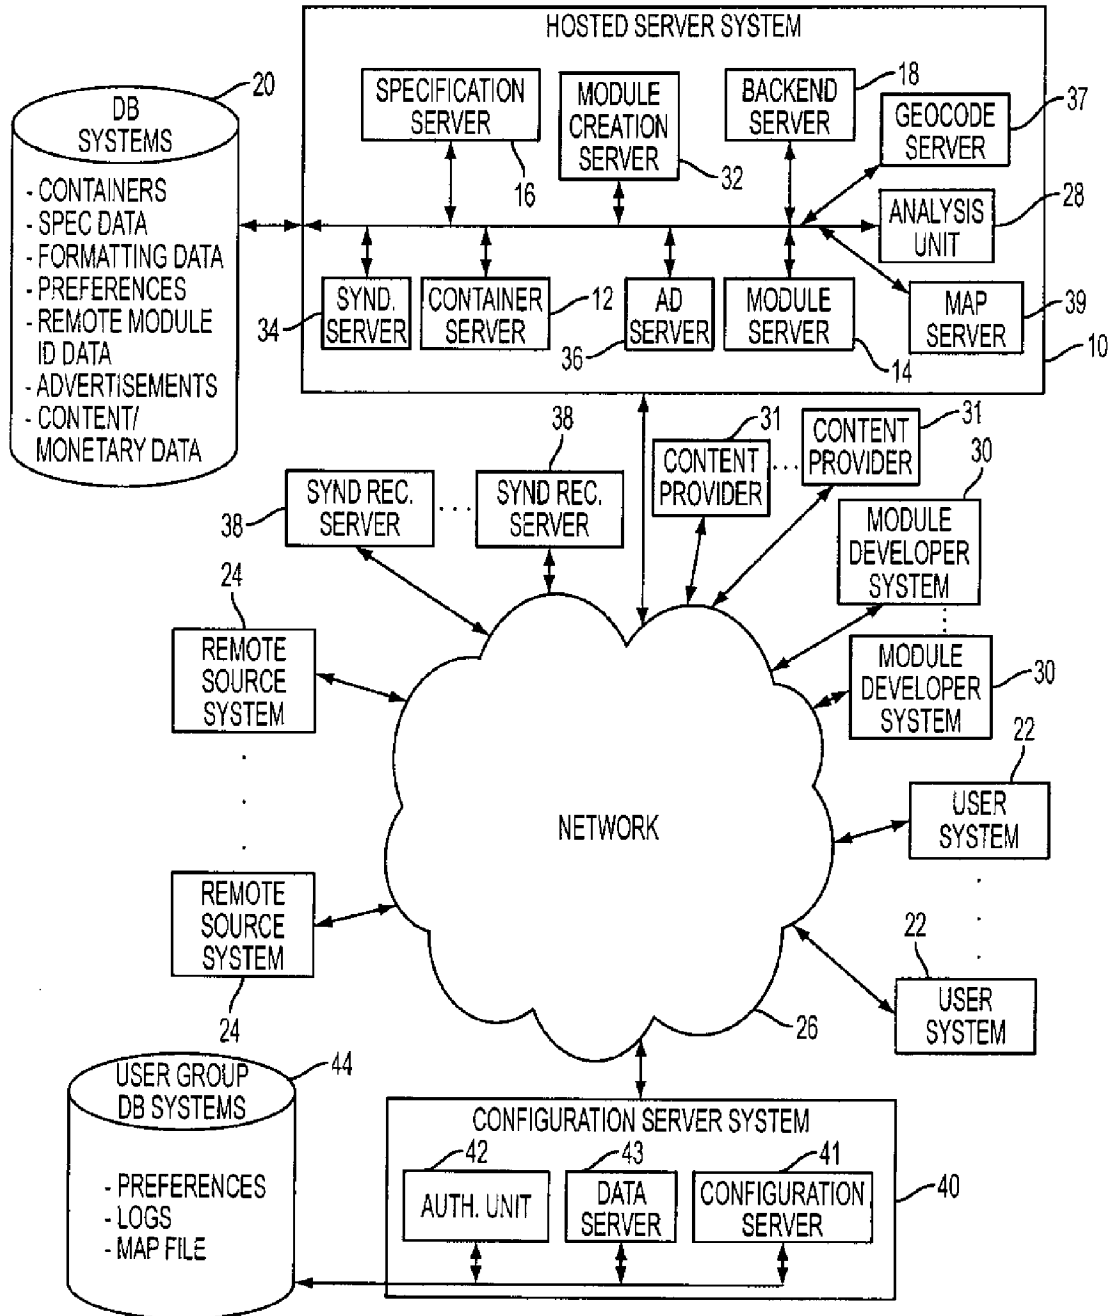 HOSTED SERVER SYSTEM
20
DB
SYSTEMS
- CONTAINERS
- SPEC DATA
- FORMATTING DATA
- PREFERENCES
- REMOTE MODULE
ID DATA
- ADVERTISEMENTS
- CONTENT/
MONETARY DATA
SPECIFICATION
SERVER
16
MODULE
CREATION
SERVER
32
BACKEND
SERVER
18
GEOCODE
SERVER
37
ANALYSIS
UNIT
28
SYND.
SERVER
34
CONTAINER
SERVER
12
AD
SERVER
36
MODULE
SERVER
14
MAP
SERVER
39
10
SYND REC.
SERVER
38
SYND REC.
SERVER
38
CONTENT
PROVIDER
31
CONTENT
PROVIDER
31
MODULE
DEVELOPER
SYSTEM
30
MODULE
DEVELOPER
SYSTEM
30
24
REMOTE
SOURCE
SYSTEM
REMOTE
SOURCE
SYSTEM
24
NETWORK
26
22
USER
SYSTEM
22
USER
SYSTEM
44
USER GROUP
DB SYSTEMS
- PREFERENCES
- LOGS
- MAP FILE
CONFIGURATION SERVER SYSTEM
42
AUTH. UNIT
43
DATA
SERVER
41
CONFIGURATION
SERVER
40